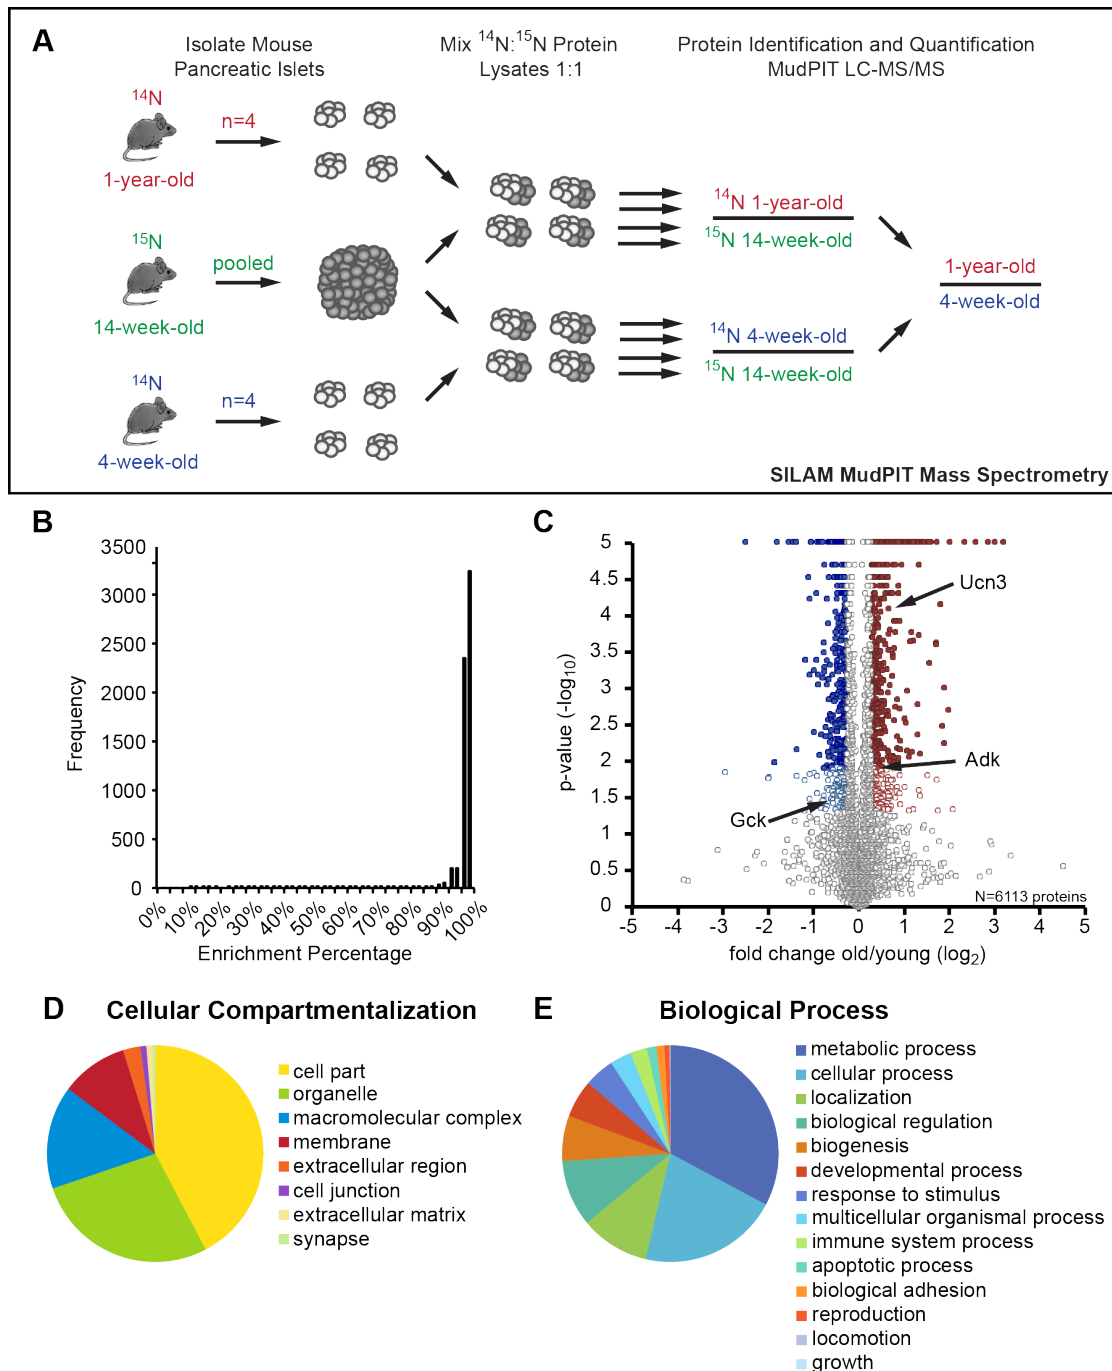 A
Isolate Mouse
Pancreatic Islets
Mix ¹⁴N:¹⁵N Protein
Lysates 1:1
Protein Identification and Quantification
MudPIT LC-MS/MS
¹⁴N
n=4
1-year-old
¹⁵N
pooled
14-week-old
¹⁴N
n=4
4-week-old
¹⁴N 1-year-old
¹⁵N 14-week-old
¹⁴N 4-week-old
¹⁵N 14-week-old
1-year-old
4-week-old
SILAM MudPIT Mass Spectrometry
B
3500
3000
2500
2000
1500
1000
500
0
Frequency
0% 10% 20% 30% 40% 50% 60% 70% 80% 90% 100%
Enrichment Percentage
C
5
4.5
4
3.5
3
2.5
2
1.5
1
0.5
0
p-value (-log₁₀)
Ucn3
Adk
Gck
N=6113 proteins
-5 -4 -3 -2 -1 0 1 2 3 4 5
fold change old/young (log₂)
D Cellular Compartmentalization
cell part
organelle
macromolecular complex
membrane
extracellular region
cell junction
extracellular matrix
synapse
E Biological Process
metabolic process
cellular process
localization
biological regulation
biogenesis
developmental process
response to stimulus
multicellular organismal process
immune system process
apoptotic process
biological adhesion
reproduction
locomotion
growth